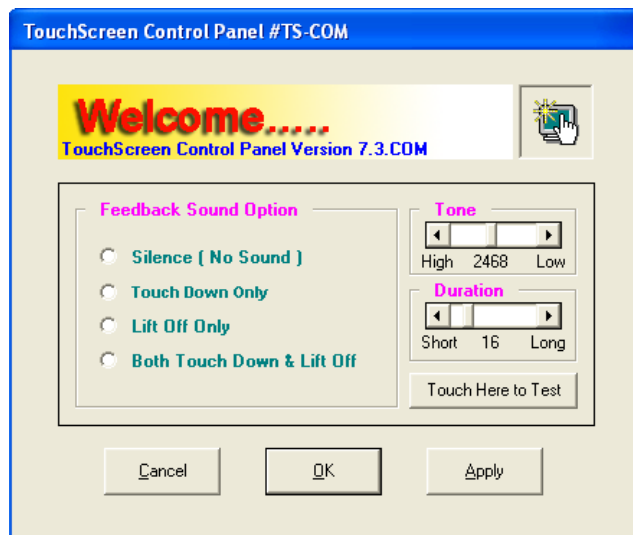 TouchScreen Control Panel #TS-COM
Welcome.....
TouchScreen Control Panel Version 7.3.COM
Feedback Sound Option
Silence ( No Sound )
Touch Down Only
Lift Off Only
Both Touch Down & Lift Off
Tone
High 2468 Low
Duration
Short 16 Long
Touch Here to Test
Cancel OK Apply